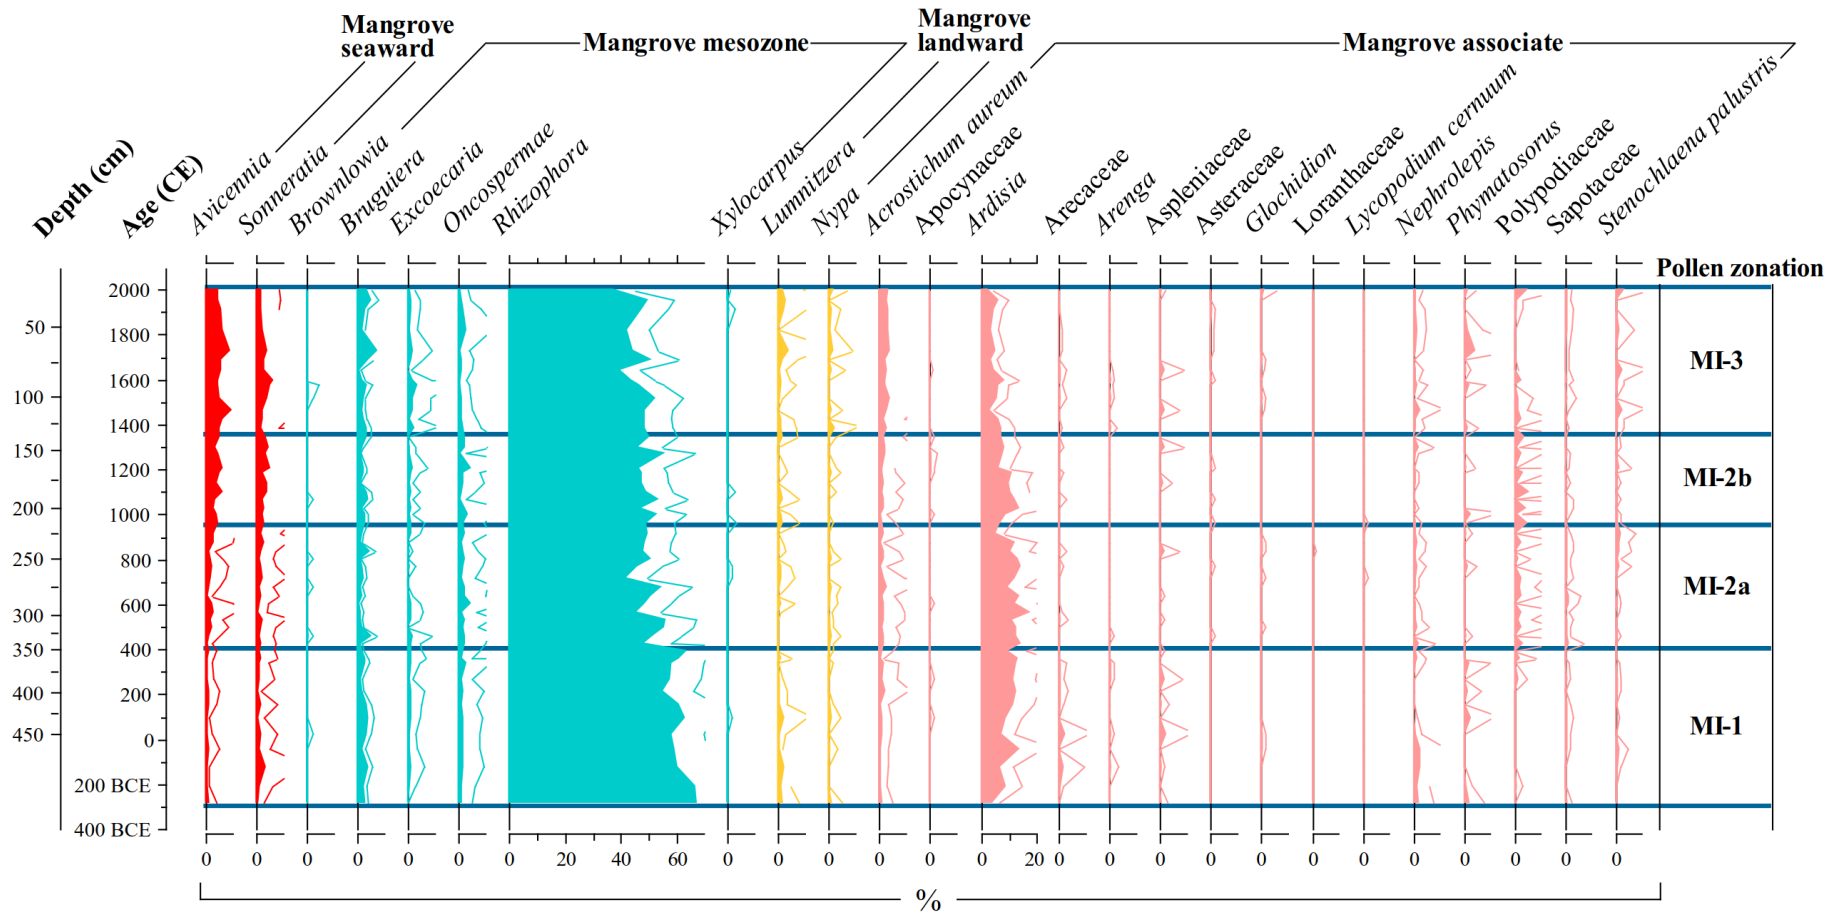 Mangrove
seaward
Mangrove mesozone
Mangrove
landward
Mangrove associate
Depth (cm)
Age (CE)
Avicennia
Sonneratia
Brownlowia
Bruguiera
Excoecaria
Oncospermae
Rhizophora
Xylocarpus
Lumnitzera
Nypa
Acrostichum aureum
Apocynaceae
Ardisia
Arecaceae
Arenga
Aspleniaceae
Asteraceae
Glochidion
Loranthaceae
Lycopodium cernuum
Nephrolepis
Phymatosorus
Polypodiaceae
Sapotaceae
Stenochlaena palustris
Pollen zonation
2000
50
1800
MI-3
1600
100
1400
150
1200
MI-2b
200
1000
250
800
MI-2a
600
300
350
400
400
200
MI-1
450
0
200 BCE
400 BCE
0 0 0 0 0 0 0 20 40 60 0 0 0 0 0 0 20 0 0 0 0 0 0 0 0 0 0 0 0
%